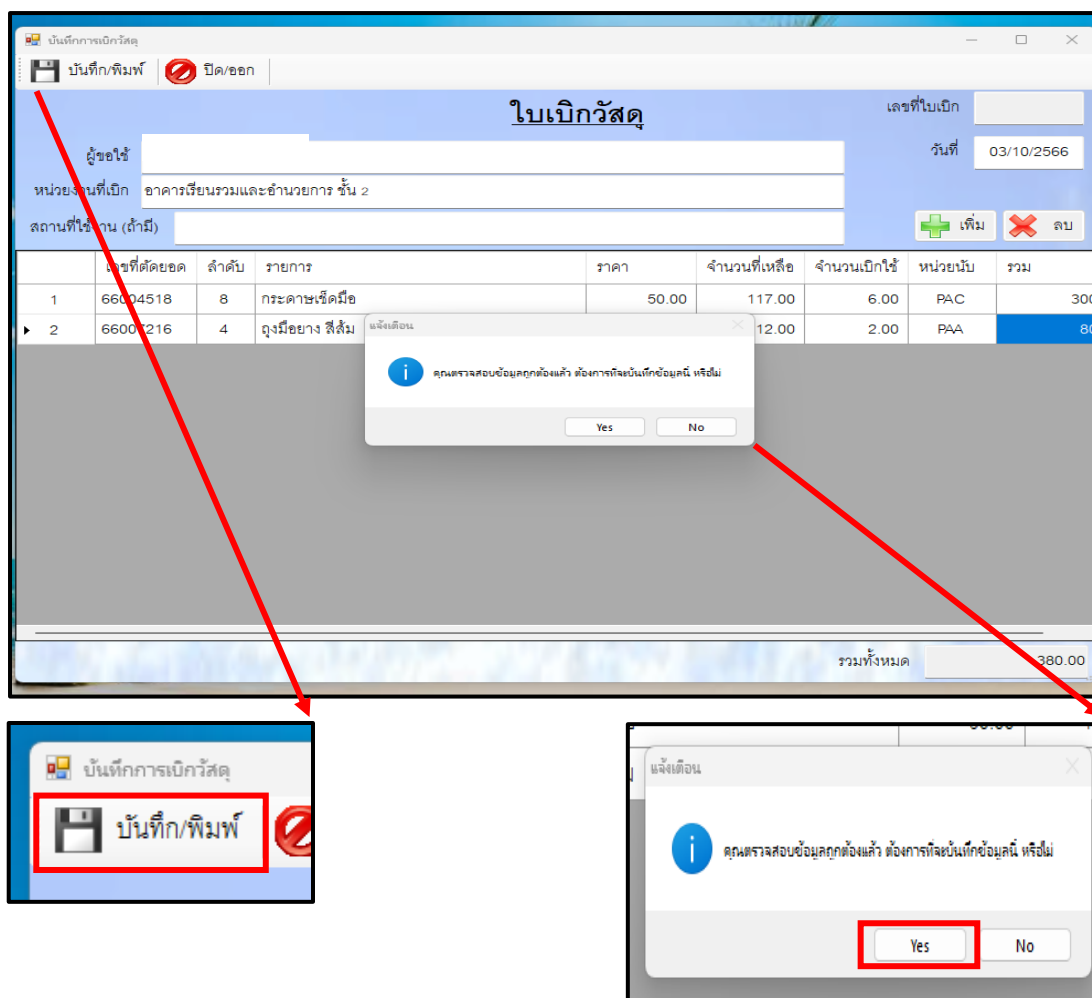 บันทึกการเบิกวัสดุ
บันทึก/พิมพ์ ปิด/ออก
ใบเบิกวัสดุ เลขที่ใบเบิก
ผู้ขอใช้ วันที่ 03/10/2566
หน่วยงานที่เบิก อาคารเรียนรวมและอำนวยการ ชั้น 2
สถานที่ใช้งาน (ถ้ามี) เพิ่ม ลบ
เลขที่ตัดยอด ลำดับ รายการ ราคา จำนวนที่เหลือ จำนวนเบิกใช้ หน่วยนับ รวม
1 66004518 8 กระดาษเช็ดมือ 50.00 117.00 6.00 PAC 300
2 66007216 4 ถุงมือยาง สีส้ม 12.00 2.00 PAA 80
แจ้งเตือน
คุณตรวจสอบข้อมูลถูกต้องแล้ว ต้องการที่จะบันทึกข้อมูลนี้ หรือไม่
Yes No
รวมทั้งหมด 380.00
บันทึกการเบิกวัสดุ
บันทึก/พิมพ์
แจ้งเตือน
คุณตรวจสอบข้อมูลถูกต้องแล้ว ต้องการที่จะบันทึกข้อมูลนี้ หรือไม่
Yes No